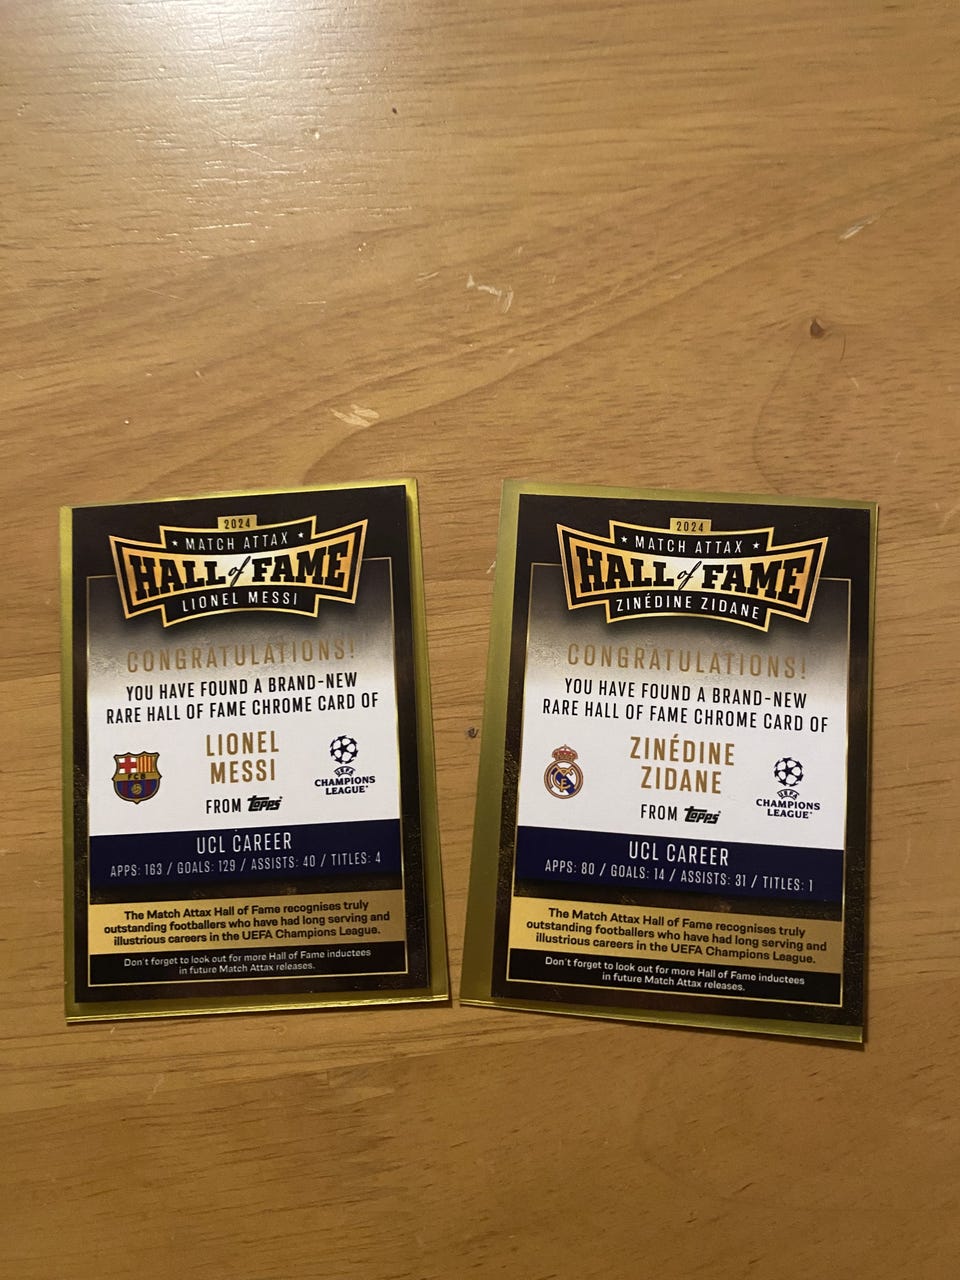 2024
MATCH ATTAX
HALL of FAME
LIONEL MESSI
CONGRATULATIONS!
YOU HAVE FOUND A BRAND-NEW
RARE HALL OF FAME CHROME CARD OF
LIONEL
MESSI
FCB
UEFA
CHAMPIONS
LEAGUE
FROM Topps
UCL CAREER
APPS: 163 / GOALS: 129 / ASSISTS: 40 / TITLES: 4
The Match Attax Hall of Fame recognises truly
outstanding footballers who have had long serving and
illustrious careers in the UEFA Champions League.
Don't forget to look out for more Hall of Fame inductees
in future Match Attax releases.
2024
MATCH ATTAX
HALL of FAME
ZINÉDINE ZIDANE
CONGRATULATIONS!
YOU HAVE FOUND A BRAND-NEW
RARE HALL OF FAME CHROME CARD OF
ZINÉDINE
ZIDANE
UEFA
CHAMPIONS
LEAGUE
FROM Topps
UCL CAREER
APPS: 80 / GOALS: 14 / ASSISTS: 31 / TITLES: 1
The Match Attax Hall of Fame recognises truly
outstanding footballers who have had long serving and
illustrious careers in the UEFA Champions League.
Don't forget to look out for more Hall of Fame inductees
in future Match Attax releases.